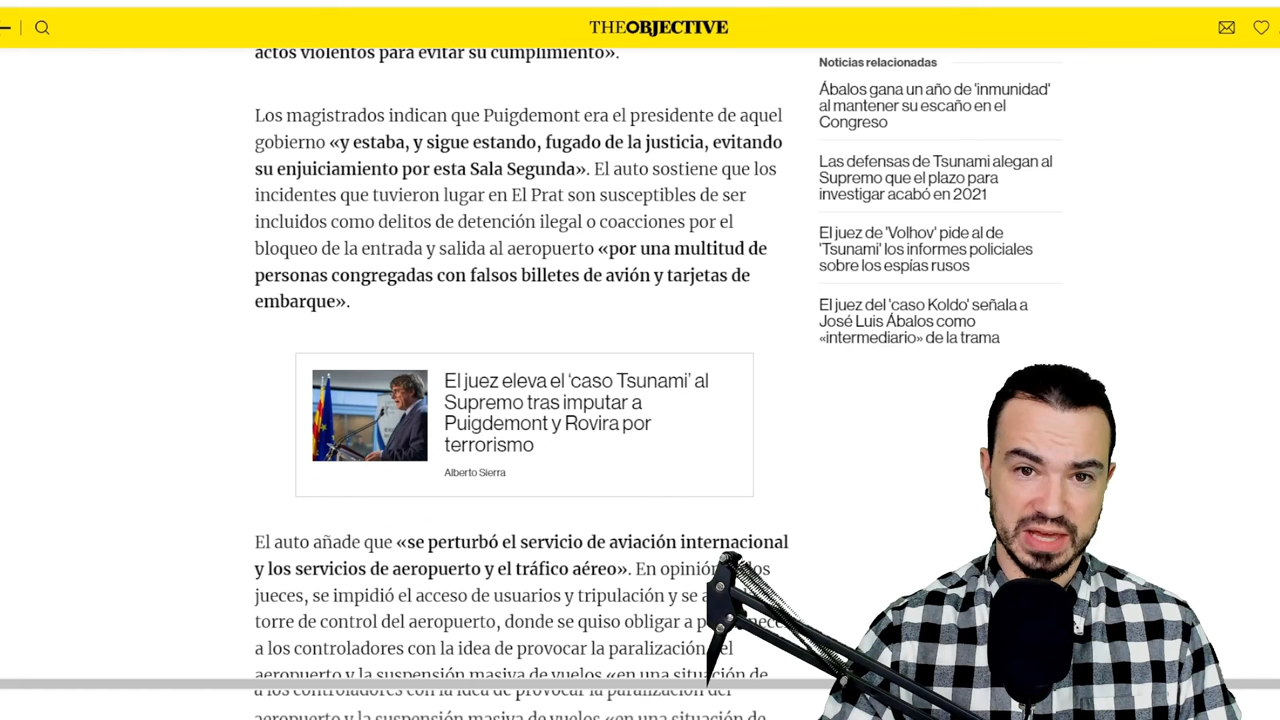 THE OBJECTIVE
actos violentos para evitar su cumplimiento».
Los magistrados indican que Puigdemont era el presidente de aquel
gobierno «y estaba, y sigue estando, fugado de la justicia, evitando
su enjuiciamiento por esta Sala Segunda». El auto sostiene que los
incidentes que tuvieron lugar en El Prat son susceptibles de ser
incluidos como delitos de detención ilegal o coacciones por el
bloqueo de la entrada y salida al aeropuerto «por una multitud de
personas congregadas con falsos billetes de avión y tarjetas de
embarque».
El juez eleva el ‘caso Tsunami’ al
Supremo tras imputar a
Puigdemont y Rovira por
terrorismo
Alberto Sierra
El auto añade que «se perturbó el servicio de aviación internacional
y los servicios de aeropuerto y el tráfico aéreo». En opinión los
jueces, se impidió el acceso de usuarios y tripulación y se
torre de control del aeropuerto, donde se quiso obligar a
a los controladores con la idea de provocar la paralización del
aeropuerto y la suspensión masiva de vuelos «en una situación de
a los controladores con la idea de provocar la paralización del
aeropuerto y la suspensión masiva de vuelos «en una situación de
Noticias relacionadas
Ábalos gana un año de 'inmunidad'
al mantener su escaño en el
Congreso
Las defensas de Tsunami alegan al
Supremo que el plazo para
investigar acabó en 2021
El juez de 'Volhov' pide al de
'Tsunami' los informes policiales
sobre los espías rusos
El juez del 'caso Koldo' señala a
José Luis Ábalos como
«intermediario» de la trama